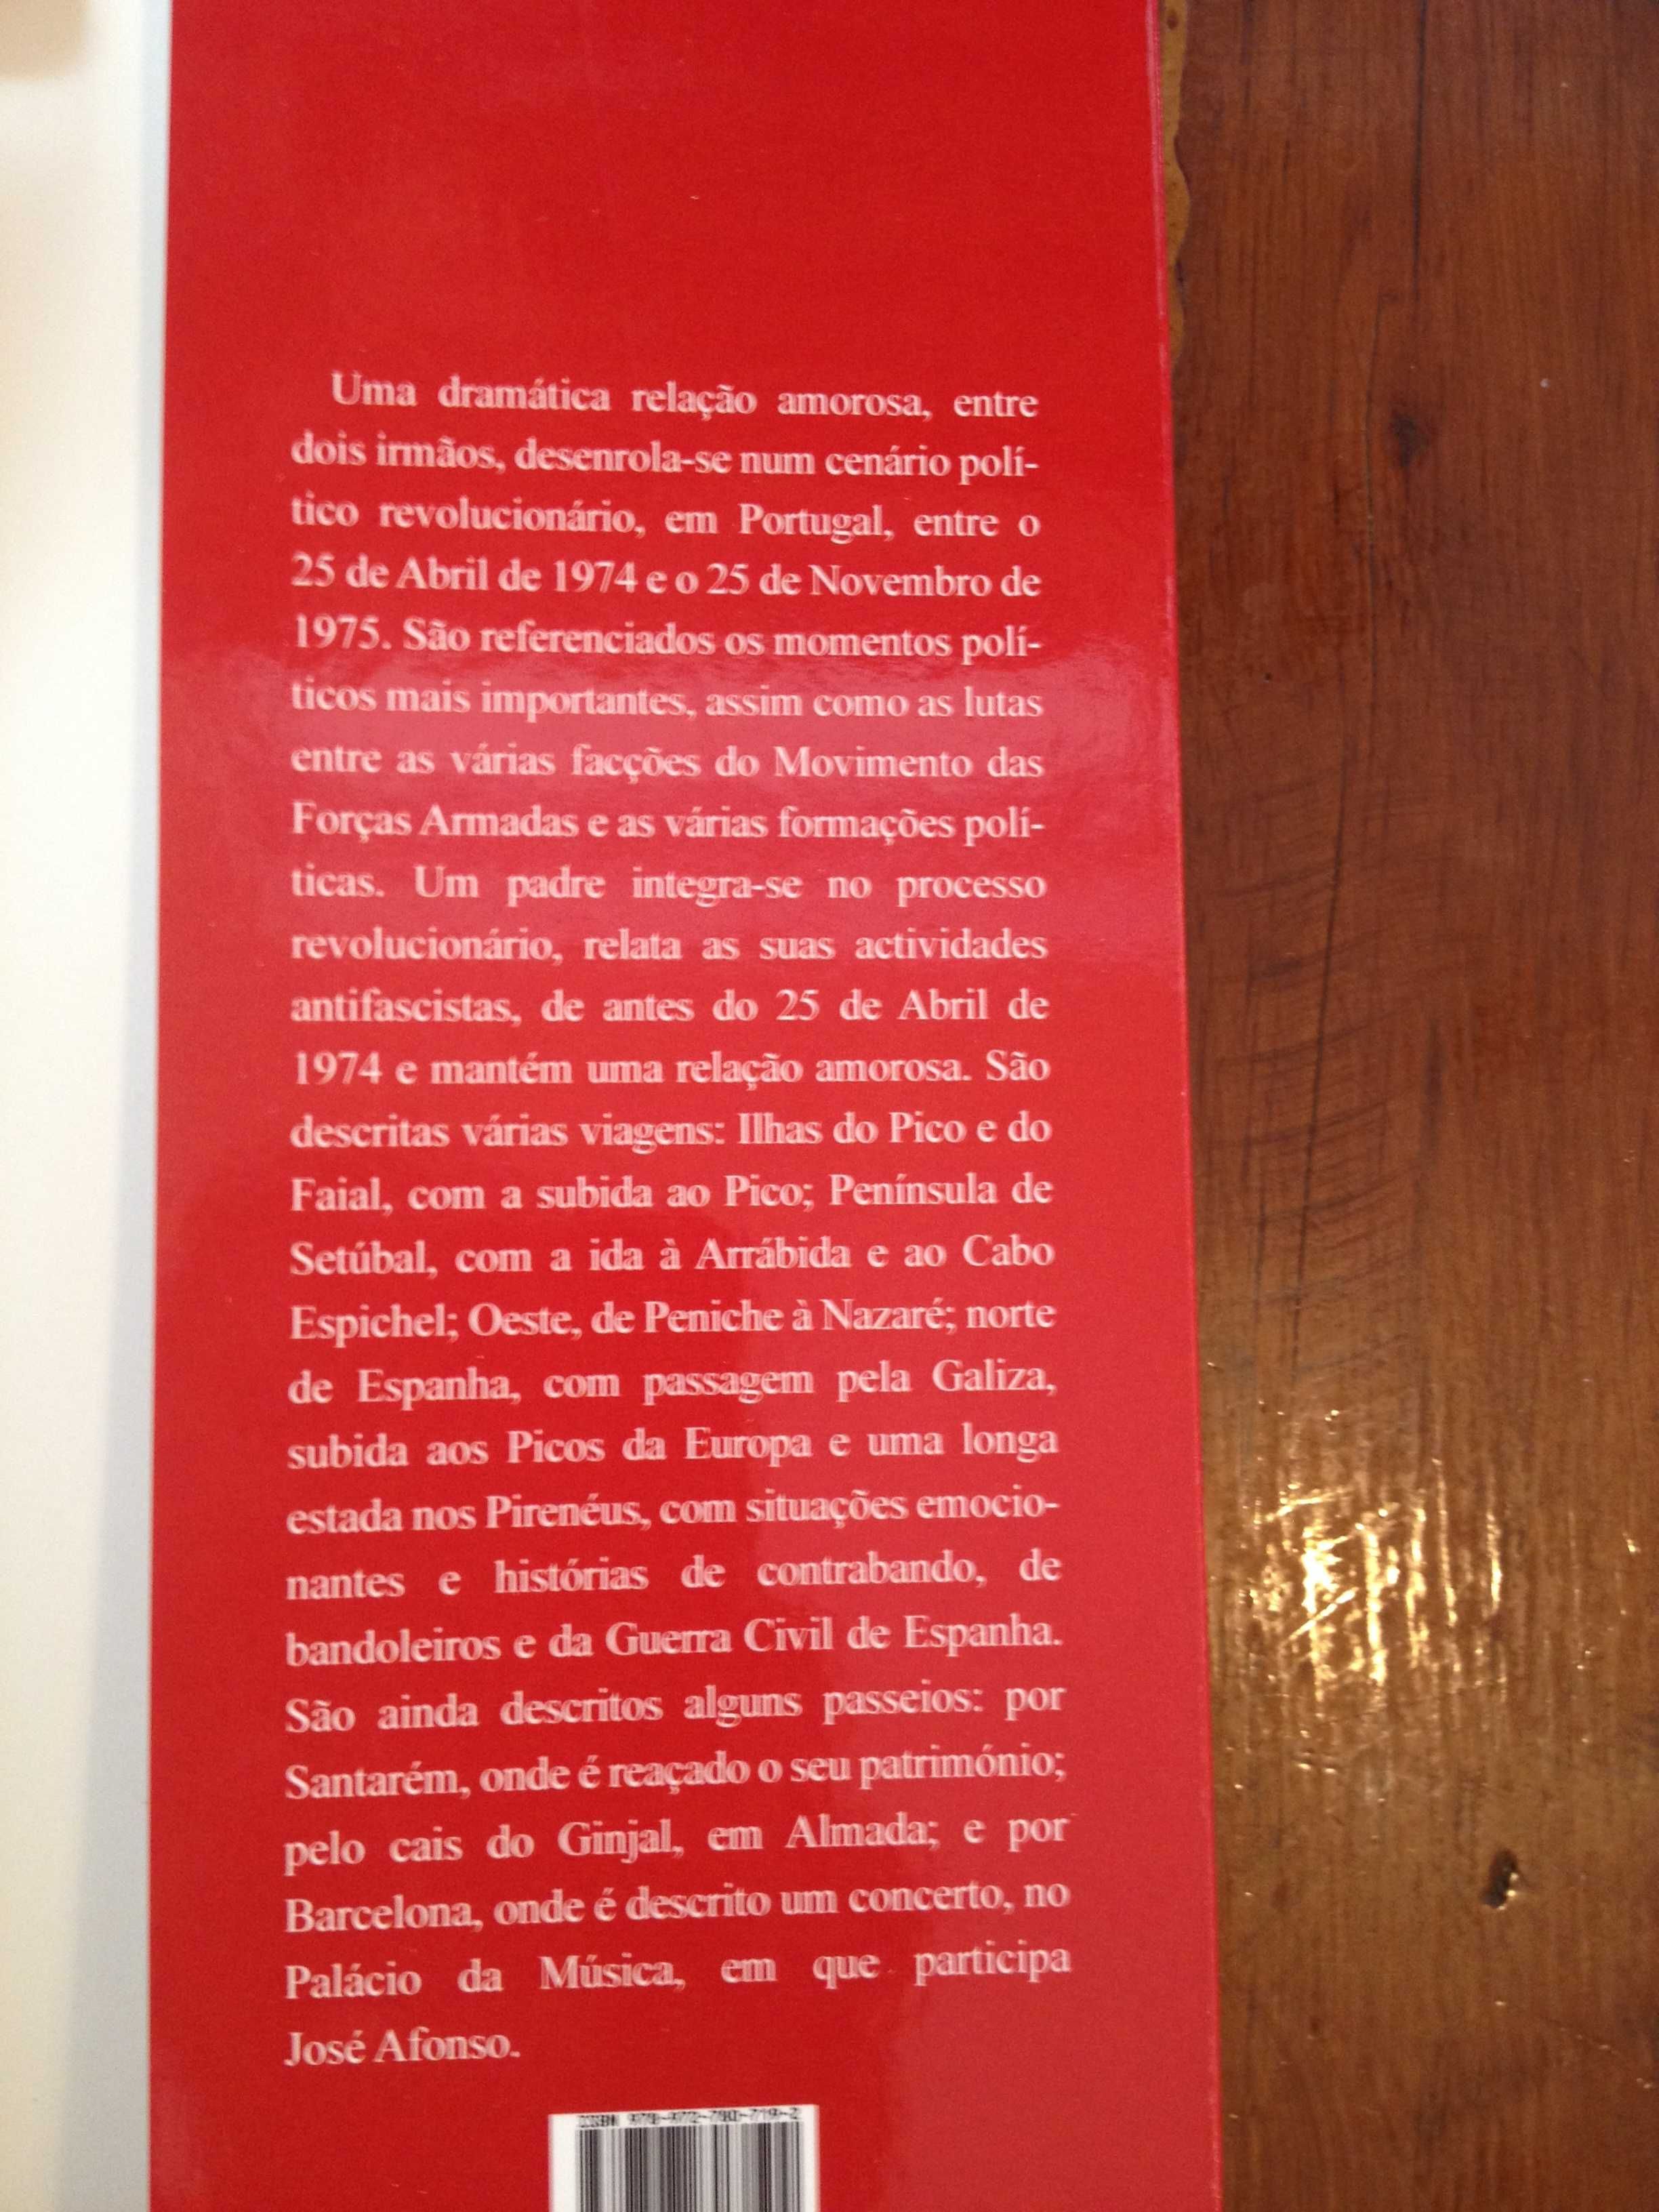 Uma dramática relação amorosa, entre
dois irmãos, desenrola-se num cenário polí-
tico revolucionário, em Portugal, entre o
25 de Abril de 1974 e o 25 de Novembro de
1975. São referenciados os momentos polí-
ticos mais importantes, assim como as lutas
entre as várias facções do Movimento das
Forças Armadas e as várias formações polí-
ticas. Um padre integra-se no processo
revolucionário, relata as suas actividades
antifascistas, de antes do 25 de Abril de
1974 e mantém uma relação amorosa. São
descritas várias viagens: Ilhas do Pico e do
Faial, com a subida ao Pico; Península de
Setúbal, com a ida à Arrábida e ao Cabo
Espichel; Oeste, de Peniche à Nazaré; norte
de Espanha, com passagem pela Galiza,
subida aos Picos da Europa e uma longa
estada nos Pirenéus, com situações emocio-
nantes e histórias de contrabando, de
bandoleiros e da Guerra Civil de Espanha.
São ainda descritos alguns passeios: por
Santarém, onde é reaçado o seu património;
pelo cais do Ginjal, em Almada; e por
Barcelona, onde é descrito um concerto, no
Palácio da Música, em que participa
José Afonso.
ISBN